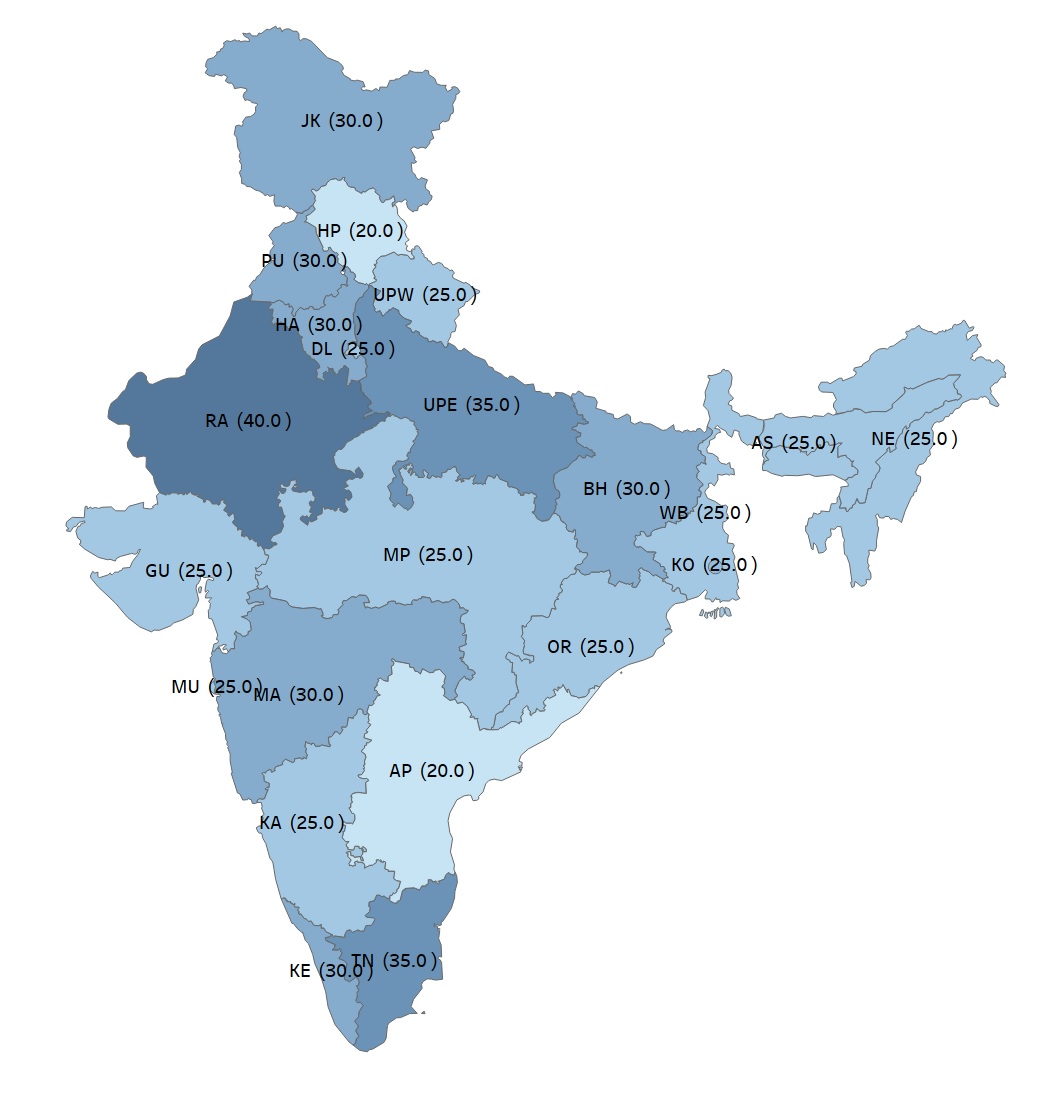 JK (30.0 )
HP (20.0 )
PU (30.0 )
UPW (25.0 )
HA (30.0 )
DL (25.0 )
UPE (35.0 )
RA (40.0 )
AS (25.0 )
NE (25.0 )
BH (30.0 )
WB (25.0 )
MP (25.0 )
KO (25.0 )
GU (25.0 )
OR (25.0 )
MU (25.0 )
MA (30.0 )
AP (20.0 )
KA (25.0 )
TN (35.0 )
KE (30.0 )